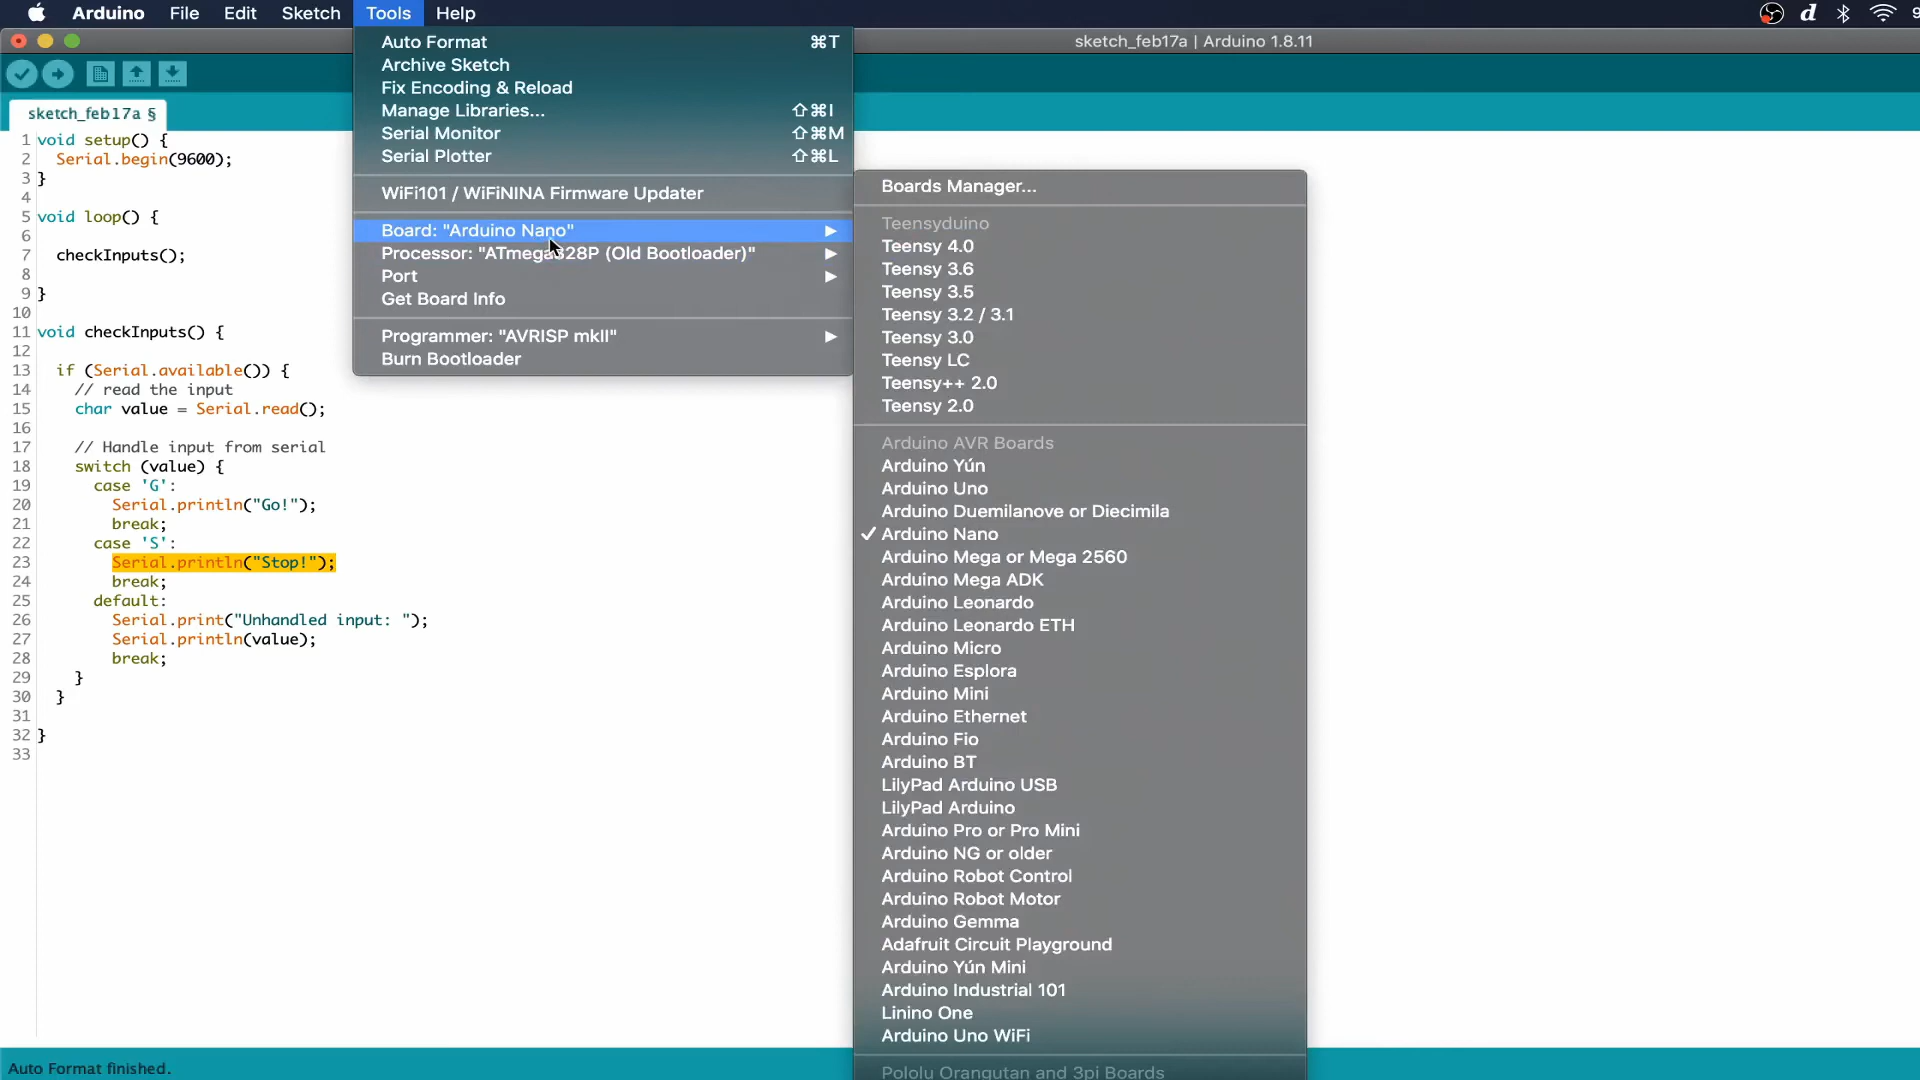 Arduino File Edit Sketch Tools Help
sketch_feb17a | Arduino 1.8.11
sketch_feb17a §
1 void setup() {
2 Serial.begin(9600);
3 }
4
5 void loop() {
6
7 checkInputs();
8
9 }
10
11 void checkInputs() {
12
13 if (Serial.available()) {
14 // read the input
15 char value = Serial.read();
16
17 // Handle input from serial
18 switch (value) {
19 case 'G':
20 Serial.println("Go!");
21 break;
22 case 'S':
23 Serial.println("Stop!");
24 break;
25 default:
26 Serial.print("Unhandled input: ");
27 Serial.println(value);
28 break;
29 }
30 }
31
32 }
33
Auto Format ⌘T
Archive Sketch
Fix Encoding & Reload
Manage Libraries... ⇧⌘I
Serial Monitor ⇧⌘M
Serial Plotter ⇧⌘L
WiFi101 / WiFiNINA Firmware Updater
Board: "Arduino Nano"
Processor: "ATmega328P (Old Bootloader)"
Port
Get Board Info
Programmer: "AVRISP mkII"
Burn Bootloader
Boards Manager...
Teensyduino
Teensy 4.0
Teensy 3.6
Teensy 3.5
Teensy 3.2 / 3.1
Teensy 3.0
Teensy LC
Teensy++ 2.0
Teensy 2.0
Arduino AVR Boards
Arduino Yún
Arduino Uno
Arduino Duemilanove or Diecimila
✓ Arduino Nano
Arduino Mega or Mega 2560
Arduino Mega ADK
Arduino Leonardo
Arduino Leonardo ETH
Arduino Micro
Arduino Esplora
Arduino Mini
Arduino Ethernet
Arduino Fio
Arduino BT
LilyPad Arduino USB
LilyPad Arduino
Arduino Pro or Pro Mini
Arduino NG or older
Arduino Robot Control
Arduino Robot Motor
Arduino Gemma
Adafruit Circuit Playground
Arduino Yún Mini
Arduino Industrial 101
Linino One
Arduino Uno WiFi
Pololu Orangutan and 3pi Boards
Auto Format finished.